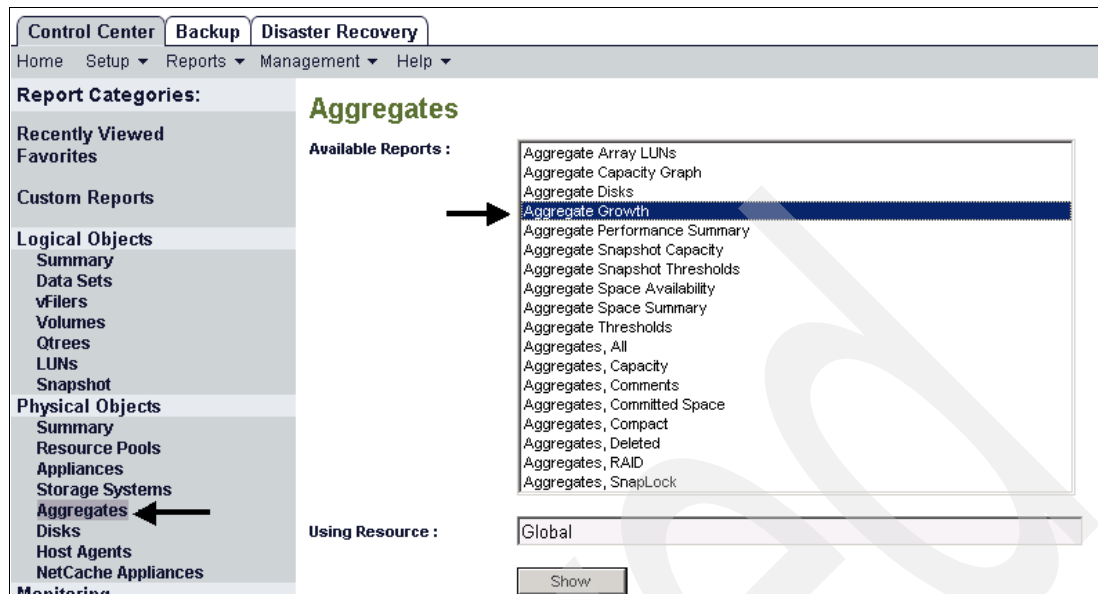 Control Center Backup Disaster Recovery
Home Setup Reports Management Help
Report Categories:
Recently Viewed
Favorites
Custom Reports
Logical Objects
Summary
Data Sets
vFilers
Volumes
Qtrees
LUNs
Snapshot
Physical Objects
Summary
Resource Pools
Appliances
Storage Systems
Aggregates
Disks
Host Agents
NetCache Appliances
Monitoring
Aggregates
Available Reports :
Aggregate Array LUNs
Aggregate Capacity Graph
Aggregate Disks
Aggregate Growth
Aggregate Performance Summary
Aggregate Snapshot Capacity
Aggregate Snapshot Thresholds
Aggregate Space Availability
Aggregate Space Summary
Aggregate Thresholds
Aggregates, All
Aggregates, Capacity
Aggregates, Comments
Aggregates, Committed Space
Aggregates, Compact
Aggregates, Deleted
Aggregates, RAID
Aggregates, SnapLock
Using Resource :
Global
Show